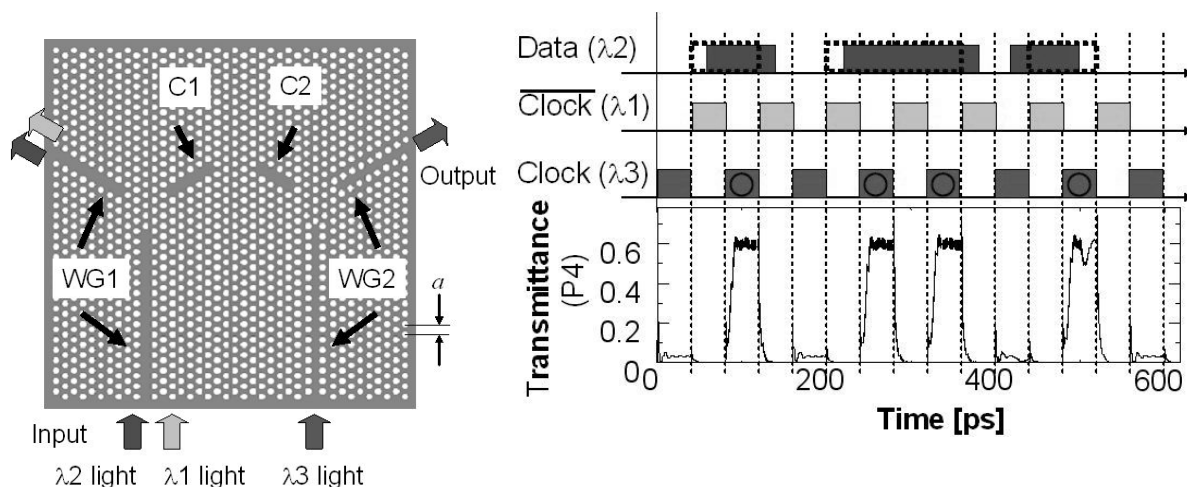 C1
C2
Output
WG1
WG2
a
Input
λ2 light
λ1 light
λ3 light
Data (λ2)
Clock (λ1)
Clock (λ3)
Transmittance
(P4)
0.6
0.4
0.2
0
0
200
400
600
Time [ps]